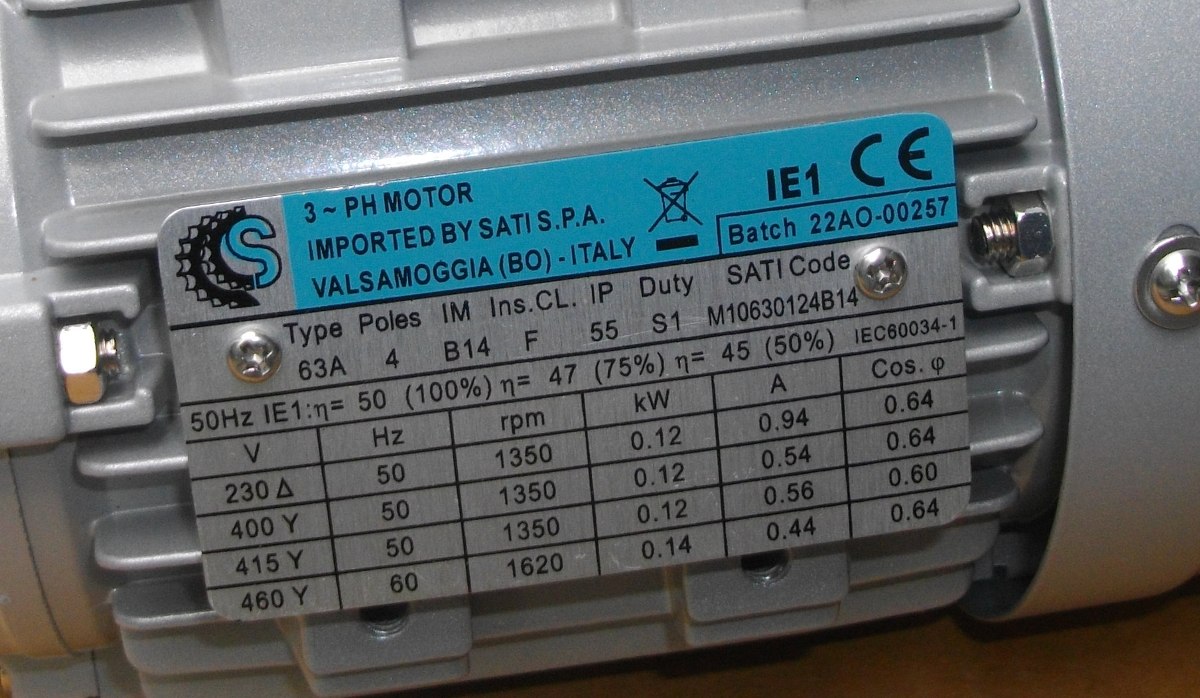 3 ~ PH MOTOR
IMPORTED BY SATI S.P.A.
VALSAMOGGIA (BO) - ITALY
IE1 CE
Batch 22AO-00257
S
Type Poles IM Ins.CL. IP Duty SATI Code
63A 4 B14 F 55 S1 M10630124B14
50Hz IE1:η= 50 (100%) η= 47 (75%) η= 45 (50%) IEC60034-1
V Hz rpm kW A Cos. φ
230 Δ 50 1350 0.12 0.94 0.64
400 Y 50 1350 0.12 0.54 0.64
415 Y 50 1350 0.12 0.56 0.60
460 Y 60 1620 0.14 0.44 0.64